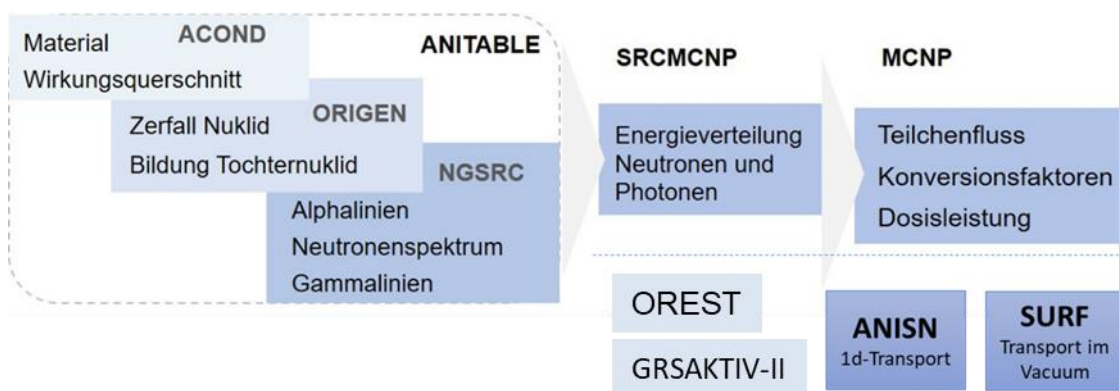 ACOND
Material
Wirkungsquerschnitt
ANITABLE
ORIGEN
Zerfall Nuklid
Bildung Tochternuklid
NGSRC
Alphalinien
Neutronenspektrum
Gammalinien
SRCMCNP
Energieverteilung
Neutronen und
Photonen
MCNP
Teilchenfluss
Konversionsfaktoren
Dosisleistung
OREST
GRSAKTIV-II
ANISN
1d-Transport
SURF
Transport im
Vacuum